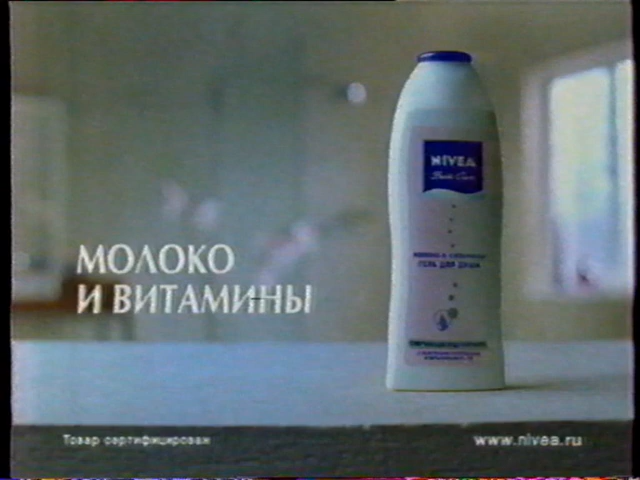 МОЛОКО
И ВИТАМИНЫ
NIVEA
ГЕЛЬ ДЛЯ ДУША
Товар сертифицирован
www.nivea.ru